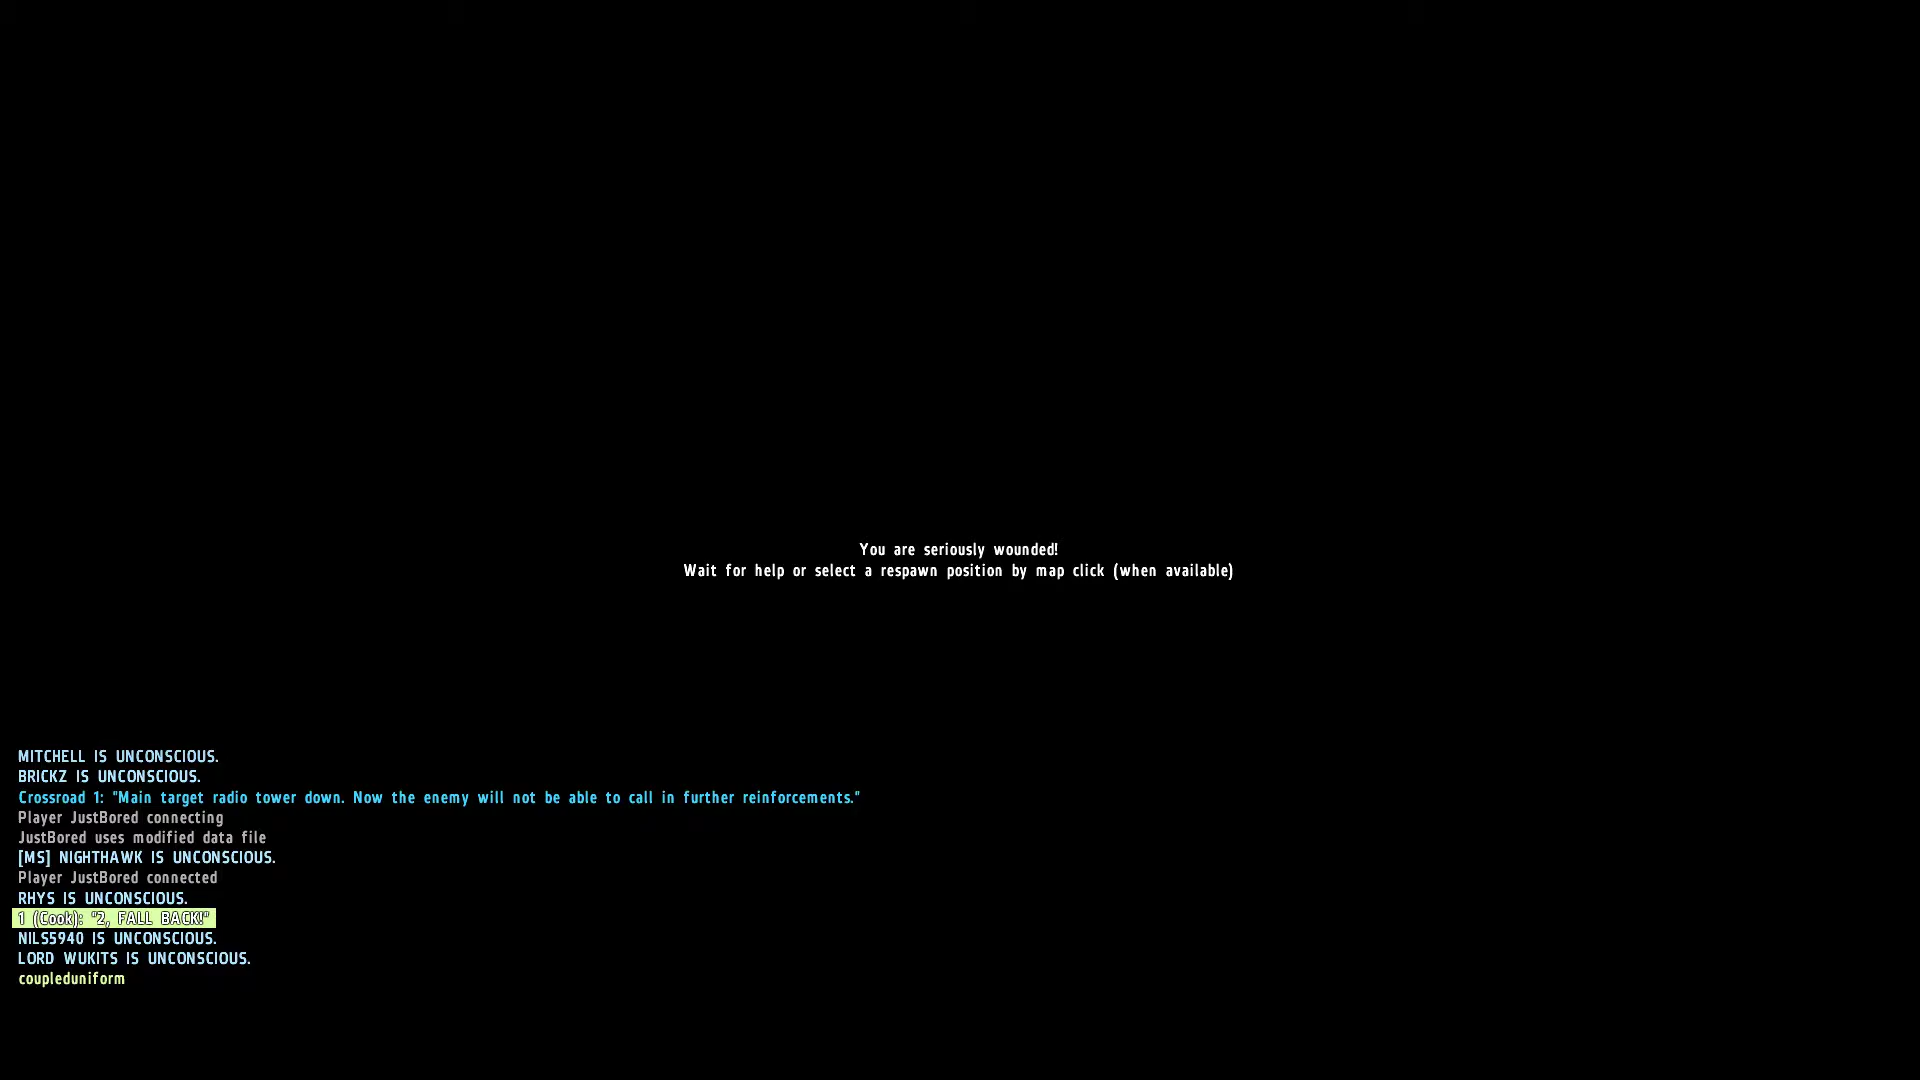 You are seriously wounded!
Wait for help or select a respawn position by map click (when available)
MITCHELL IS UNCONSCIOUS.
BRICKZ IS UNCONSCIOUS.
Crossroad 1: "Main target radio tower down. Now the enemy will not be able to call in further reinforcements."
Player JustBored connecting
JustBored uses modified data file
[MS] NIGHTHAWK IS UNCONSCIOUS.
Player JustBored connected
RHYS IS UNCONSCIOUS.
1 (Cook): "2, FALL BACK!"
NILS5940 IS UNCONSCIOUS.
LORD WUKITS IS UNCONSCIOUS.
coupleduniform